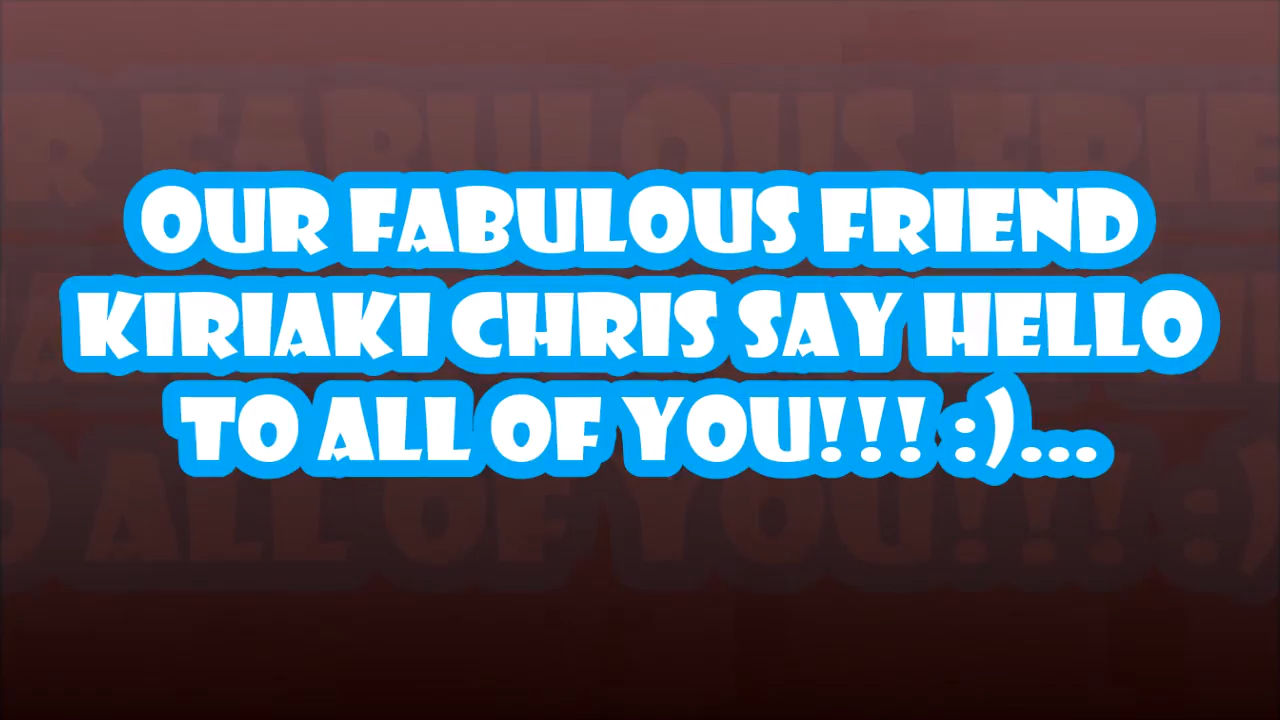 OUR FABULOUS FRIEND
KIRIAKI CHRIS SAY HELLO
TO ALL OF YOU!!! :)...